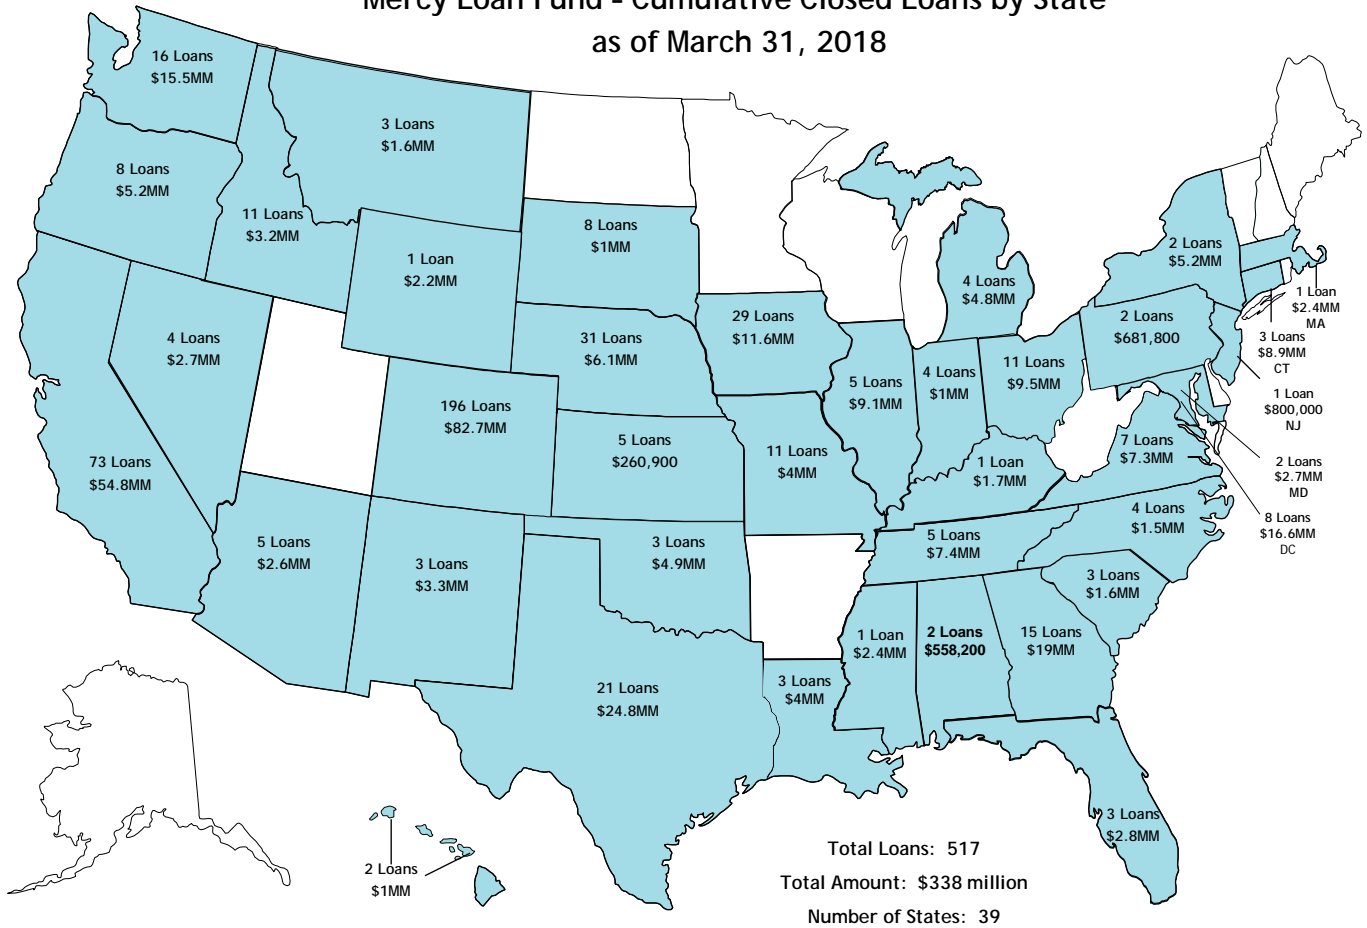 Mercy Loan Fund - Cumulative Closed Loans by State
as of March 31, 2018
16 Loans
$15.5MM
3 Loans
$1.6MM
8 Loans
$5.2MM
11 Loans
$3.2MM
1 Loan
$2.2MM
8 Loans
$1MM
2 Loans
$5.2MM
4 Loans
$4.8MM
1 Loan
$2.4MM
MA
4 Loans
$2.7MM
31 Loans
$6.1MM
29 Loans
$11.6MM
2 Loans
$681,800
3 Loans
$8.9MM
CT
5 Loans
$9.1MM
4 Loans
$1MM
11 Loans
$9.5MM
1 Loan
$800,000
NJ
196 Loans
$82.7MM
5 Loans
$260,900
11 Loans
$4MM
1 Loan
$1.7MM
7 Loans
$7.3MM
2 Loans
$2.7MM
MD
73 Loans
$54.8MM
4 Loans
$1.5MM
8 Loans
$16.6MM
DC
5 Loans
$2.6MM
3 Loans
$3.3MM
3 Loans
$4.9MM
5 Loans
$7.4MM
3 Loans
$1.6MM
1 Loan
$2.4MM
2 Loans
$558,200
15 Loans
$19MM
21 Loans
$24.8MM
3 Loans
$4MM
3 Loans
$2.8MM
2 Loans
$1MM
Total Loans: 517
Total Amount: $338 million
Number of States: 39